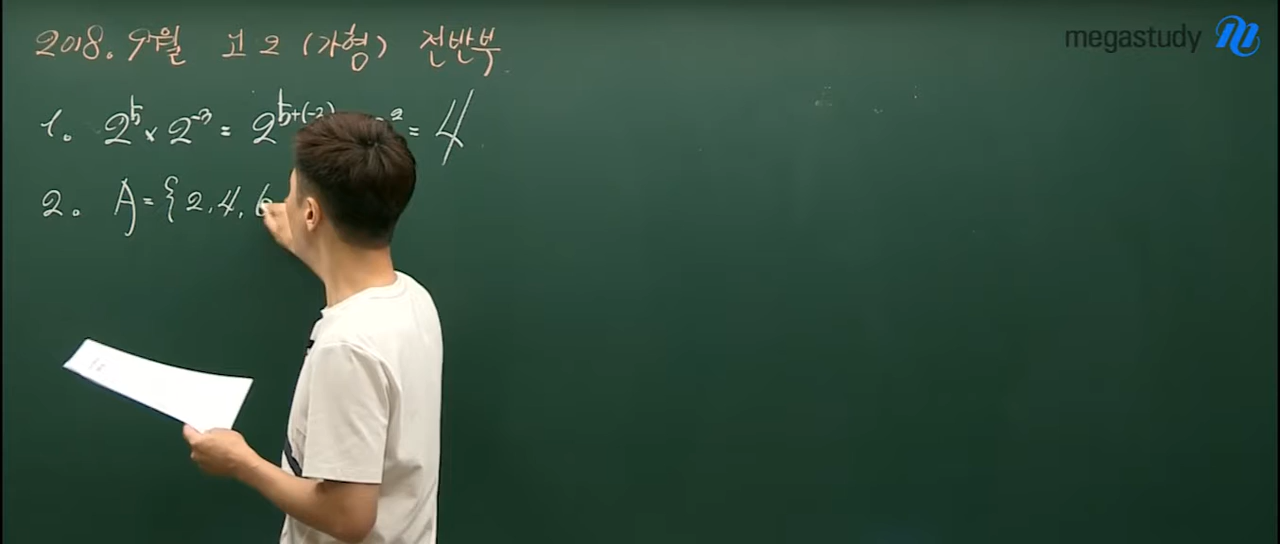 megastudy
2018. 9월 고2 (가형) 전반부
1. 2⁵ × 2⁻³ = 2⁵⁺⁽⁻³⁾ ² = 4
2. A = {2, 4, 6